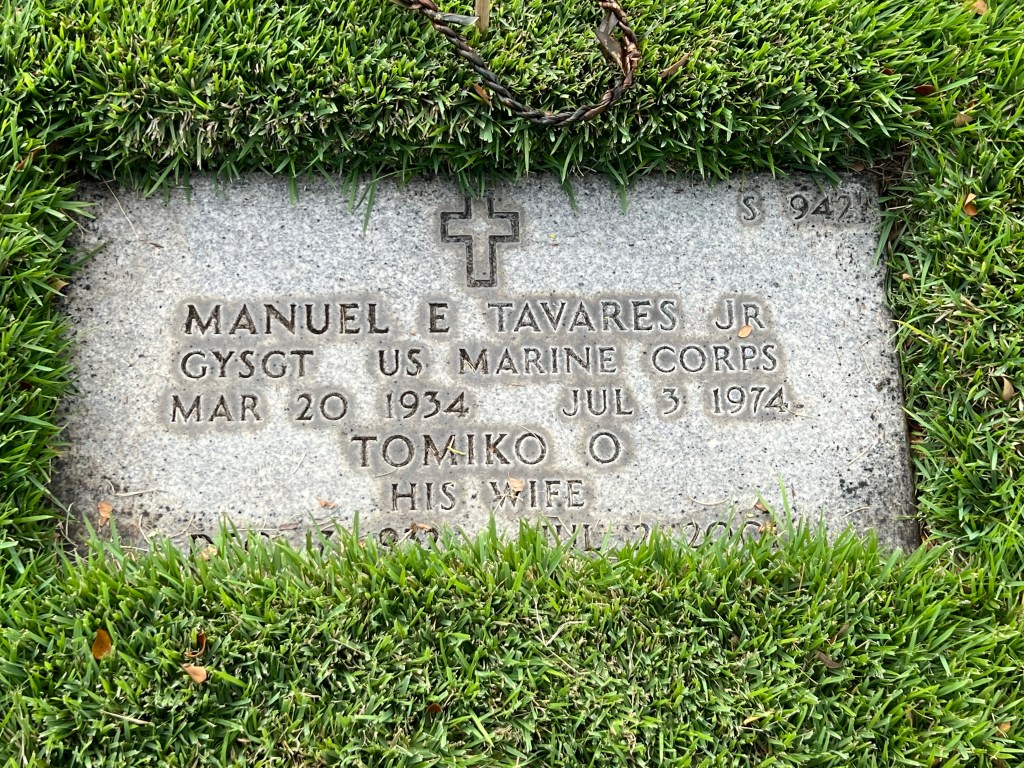 S 942
MANUEL E TAVARES JR
GYSGT US MARINE CORPS
MAR 20 1934 JUL 3 1974
TOMIKO O
HIS WIFE